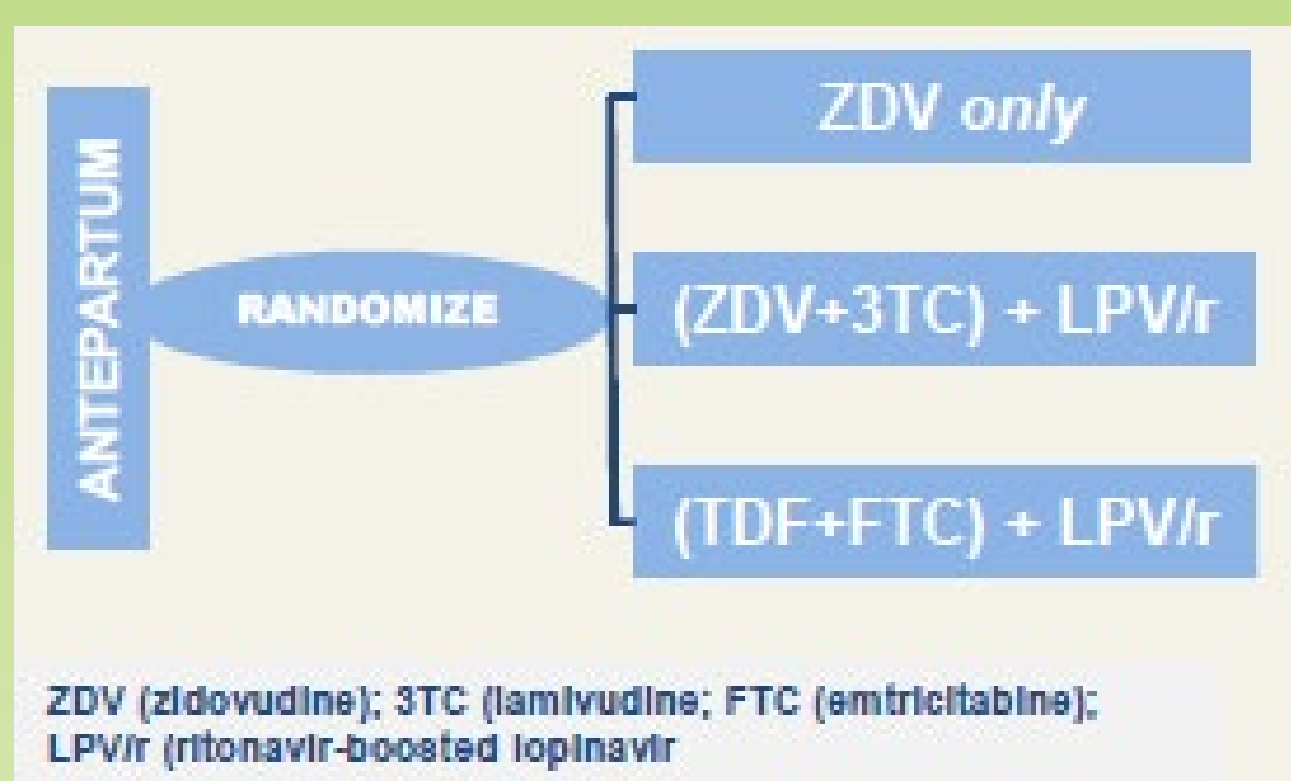 ANTEPARTUM
RANDOMIZE
ZDV only
(ZDV+3TC) + LPV/r
(TDF+FTC) + LPV/r
ZDV (zidovudine); 3TC (lamivudine; FTC (emtricitabine);
LPV/r (ritonavir-boosted lopinavir